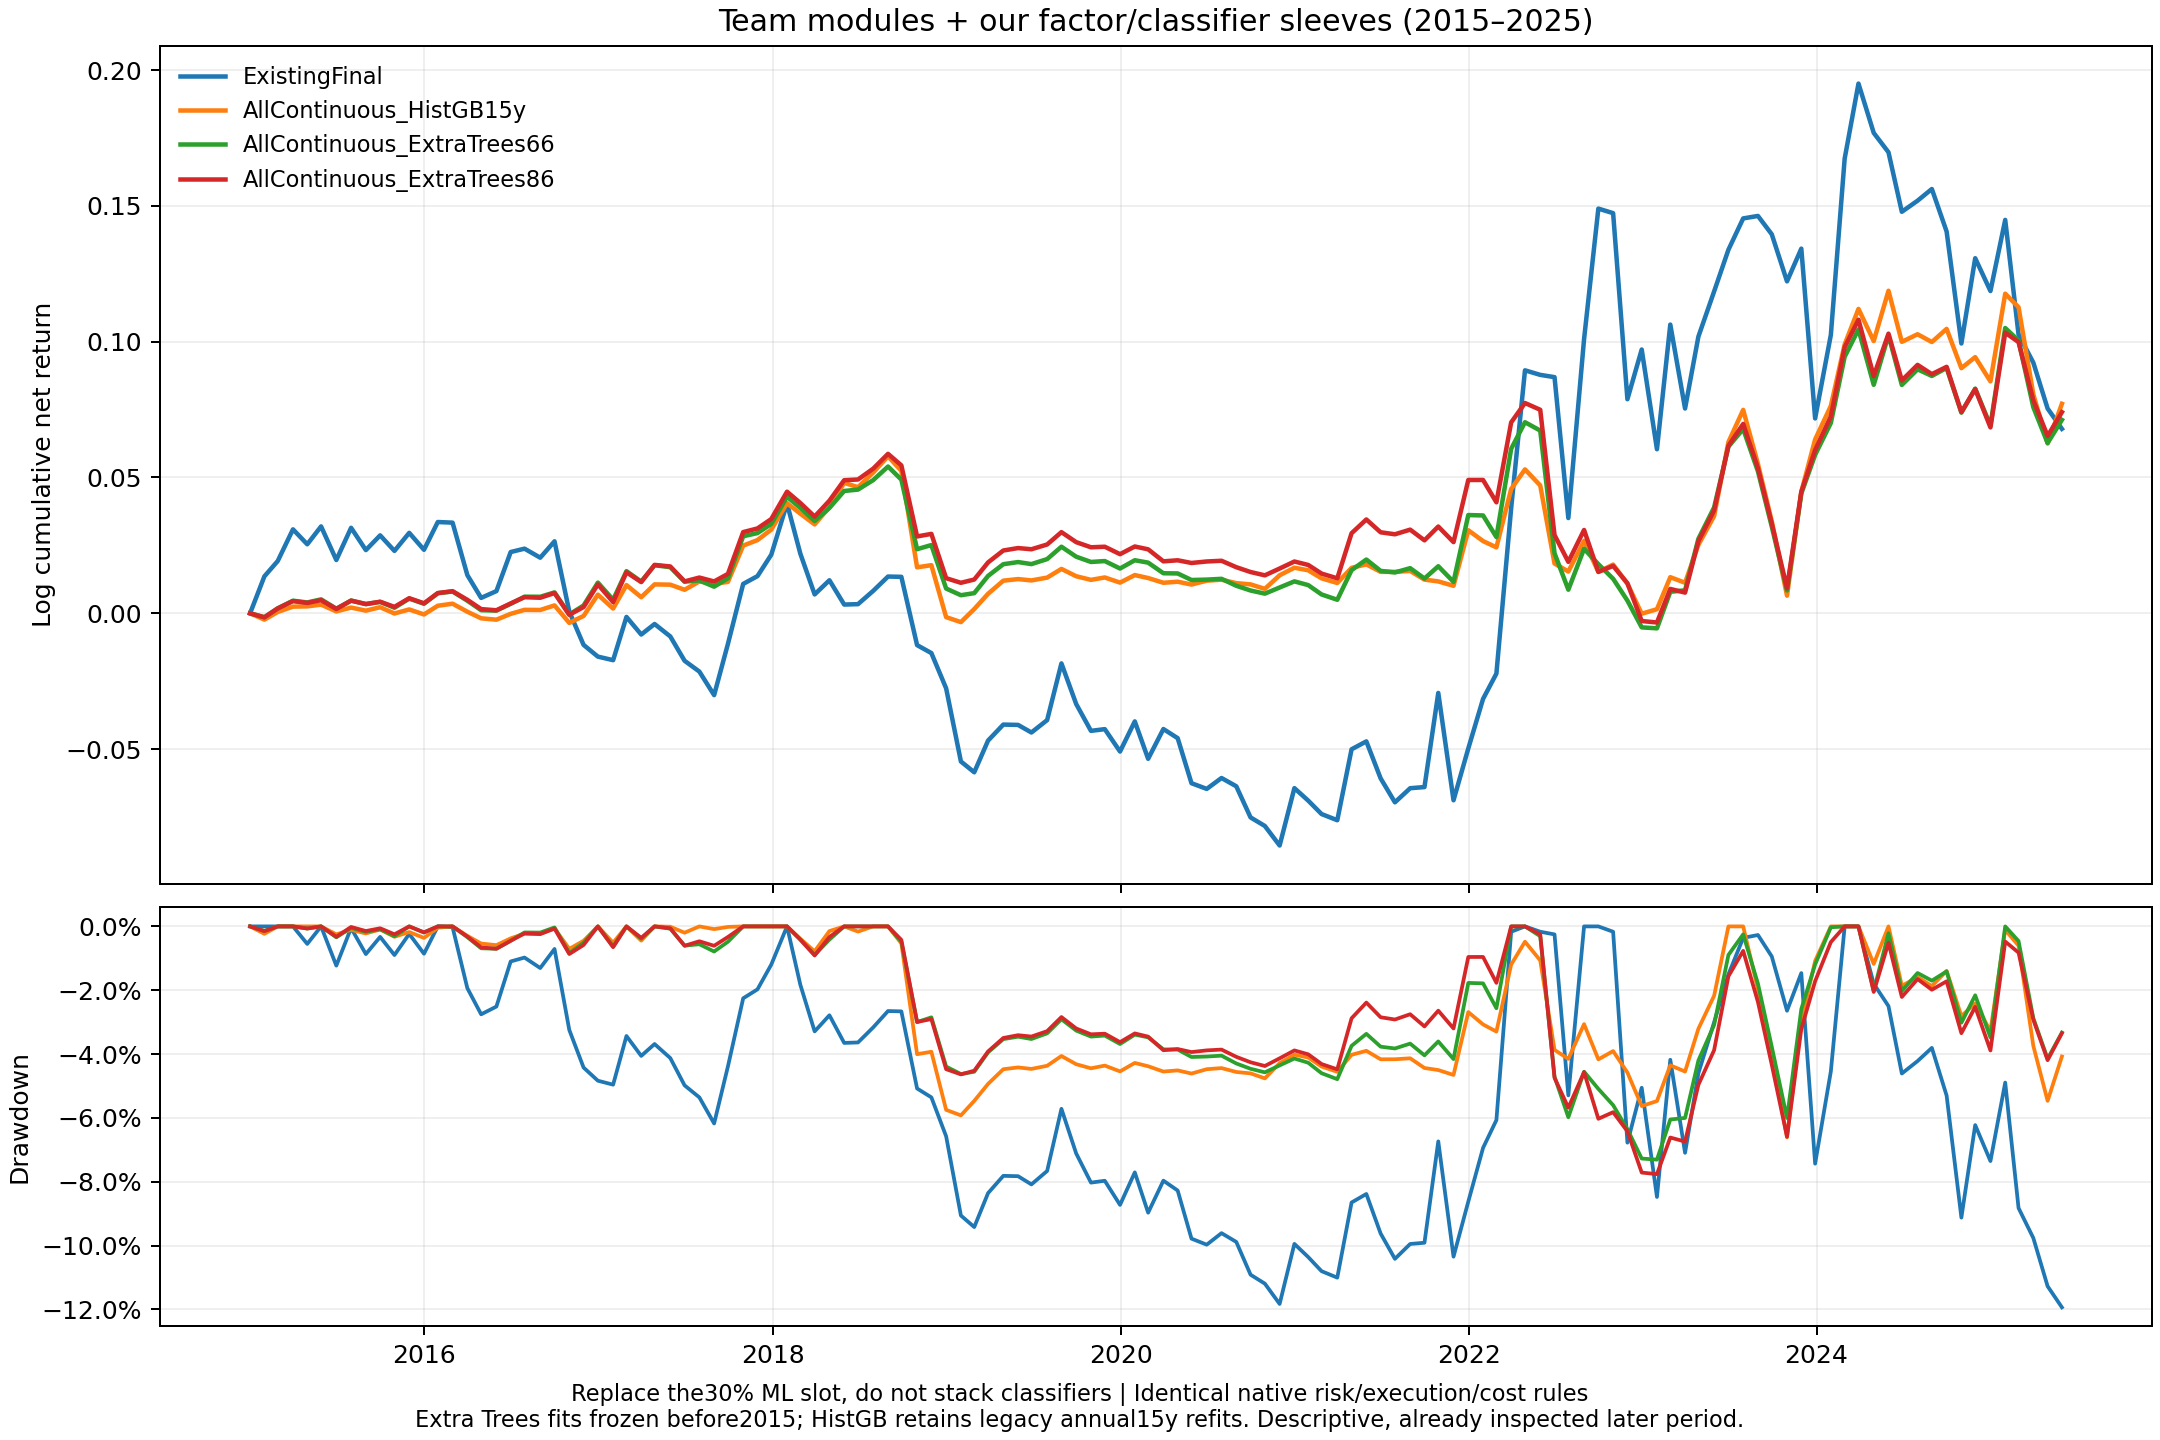 Team modules + our factor/classifier sleeves (2015–2025)
ExistingFinal
AllContinuous_HistGB15y
AllContinuous_ExtraTrees66
AllContinuous_ExtraTrees86
Log cumulative net return
0.20
0.15
0.10
0.05
0.00
−0.05
Drawdown
0.0%
−2.0%
−4.0%
−6.0%
−8.0%
−10.0%
−12.0%
2016 2018 2020 2022 2024
Replace the30% ML slot, do not stack classifiers | Identical native risk/execution/cost rules
Extra Trees fits frozen before2015; HistGB retains legacy annual15y refits. Descriptive, already inspected later period.